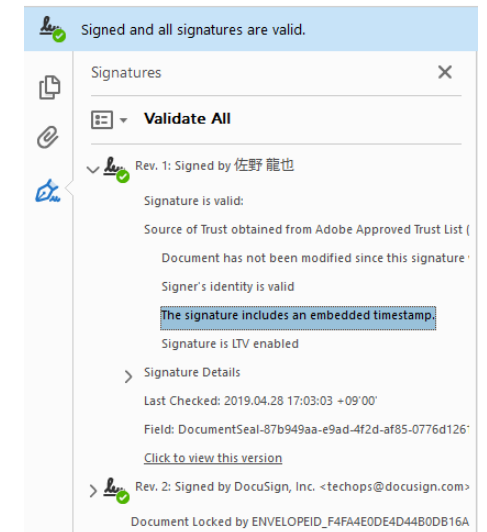 Signed and all signatures are valid.
Signatures
Validate All
Rev. 1: Signed by 佐野 龍也
Signature is valid:
Source of Trust obtained from Adobe Approved Trust List (
Document has not been modified since this signature
Signer's identity is valid
The signature includes an embedded timestamp.
Signature is LTV enabled
Signature Details
Last Checked: 2019.04.28 17:03:03 +09'00'
Field: DocumentSeal-87b949aa-e9ad-4f2d-af85-0776d126
Click to view this version
Rev. 2: Signed by DocuSign, Inc. <techops@docusign.com>
Document Locked by ENVELOPEID_F4FA4E0DE4D44B0DB16A